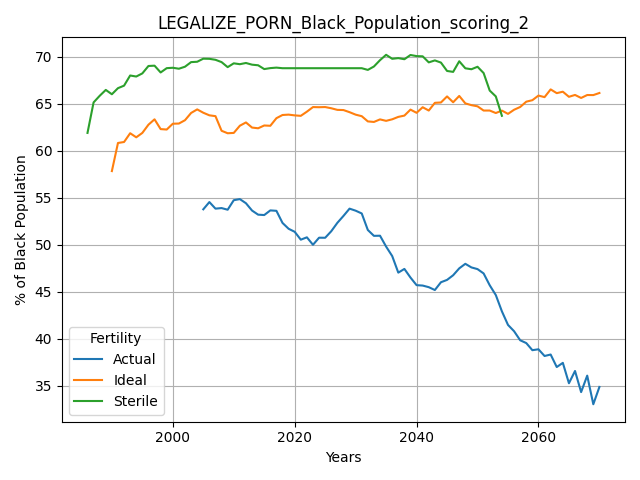 LEGALIZE_PORN_Black_Population_scoring_2
% of Black Population
70
65
60
55
50
45
40
35
Fertility
Actual
Ideal
Sterile
2000 2020 2040 2060
Years